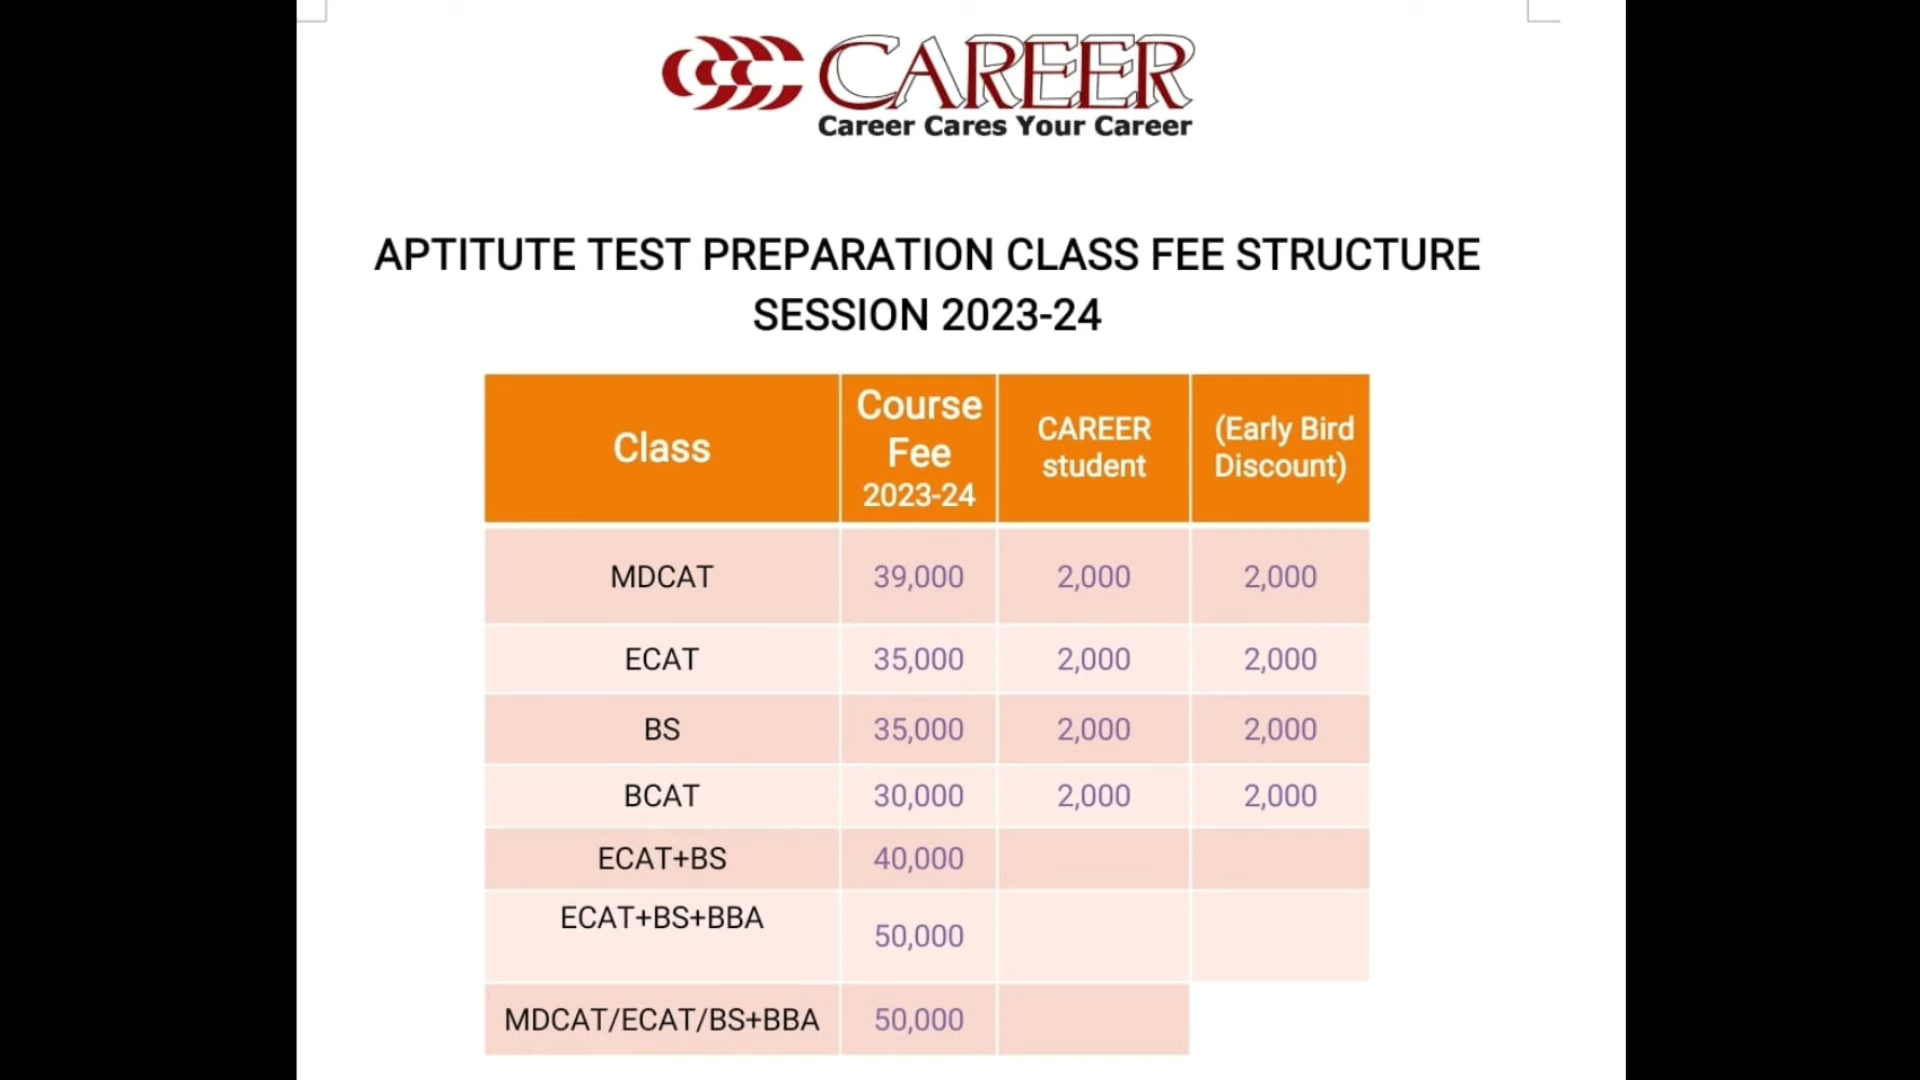 CAREER
Career Cares Your Career
APTITUTE TEST PREPARATION CLASS FEE STRUCTURE
SESSION 2023-24
Class
Course
Fee
2023-24
CAREER
student
(Early Bird
Discount)
MDCAT 39,000 2,000 2,000
ECAT 35,000 2,000 2,000
BS 35,000 2,000 2,000
BCAT 30,000 2,000 2,000
ECAT+BS 40,000
ECAT+BS+BBA 50,000
MDCAT/ECAT/BS+BBA 50,000